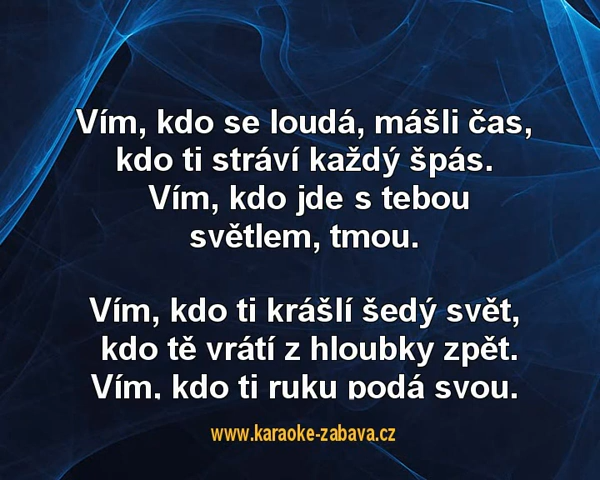 Vím, kdo se loudá, mášli čas,
kdo ti stráví každý špás.
Vím, kdo jde s tebou
světlem, tmou.
Vím, kdo ti krášlí šedý svět,
kdo tě vrátí z hloubky zpět.
Vím, kdo ti ruku podá svou.
www.karaoke-zabava.cz